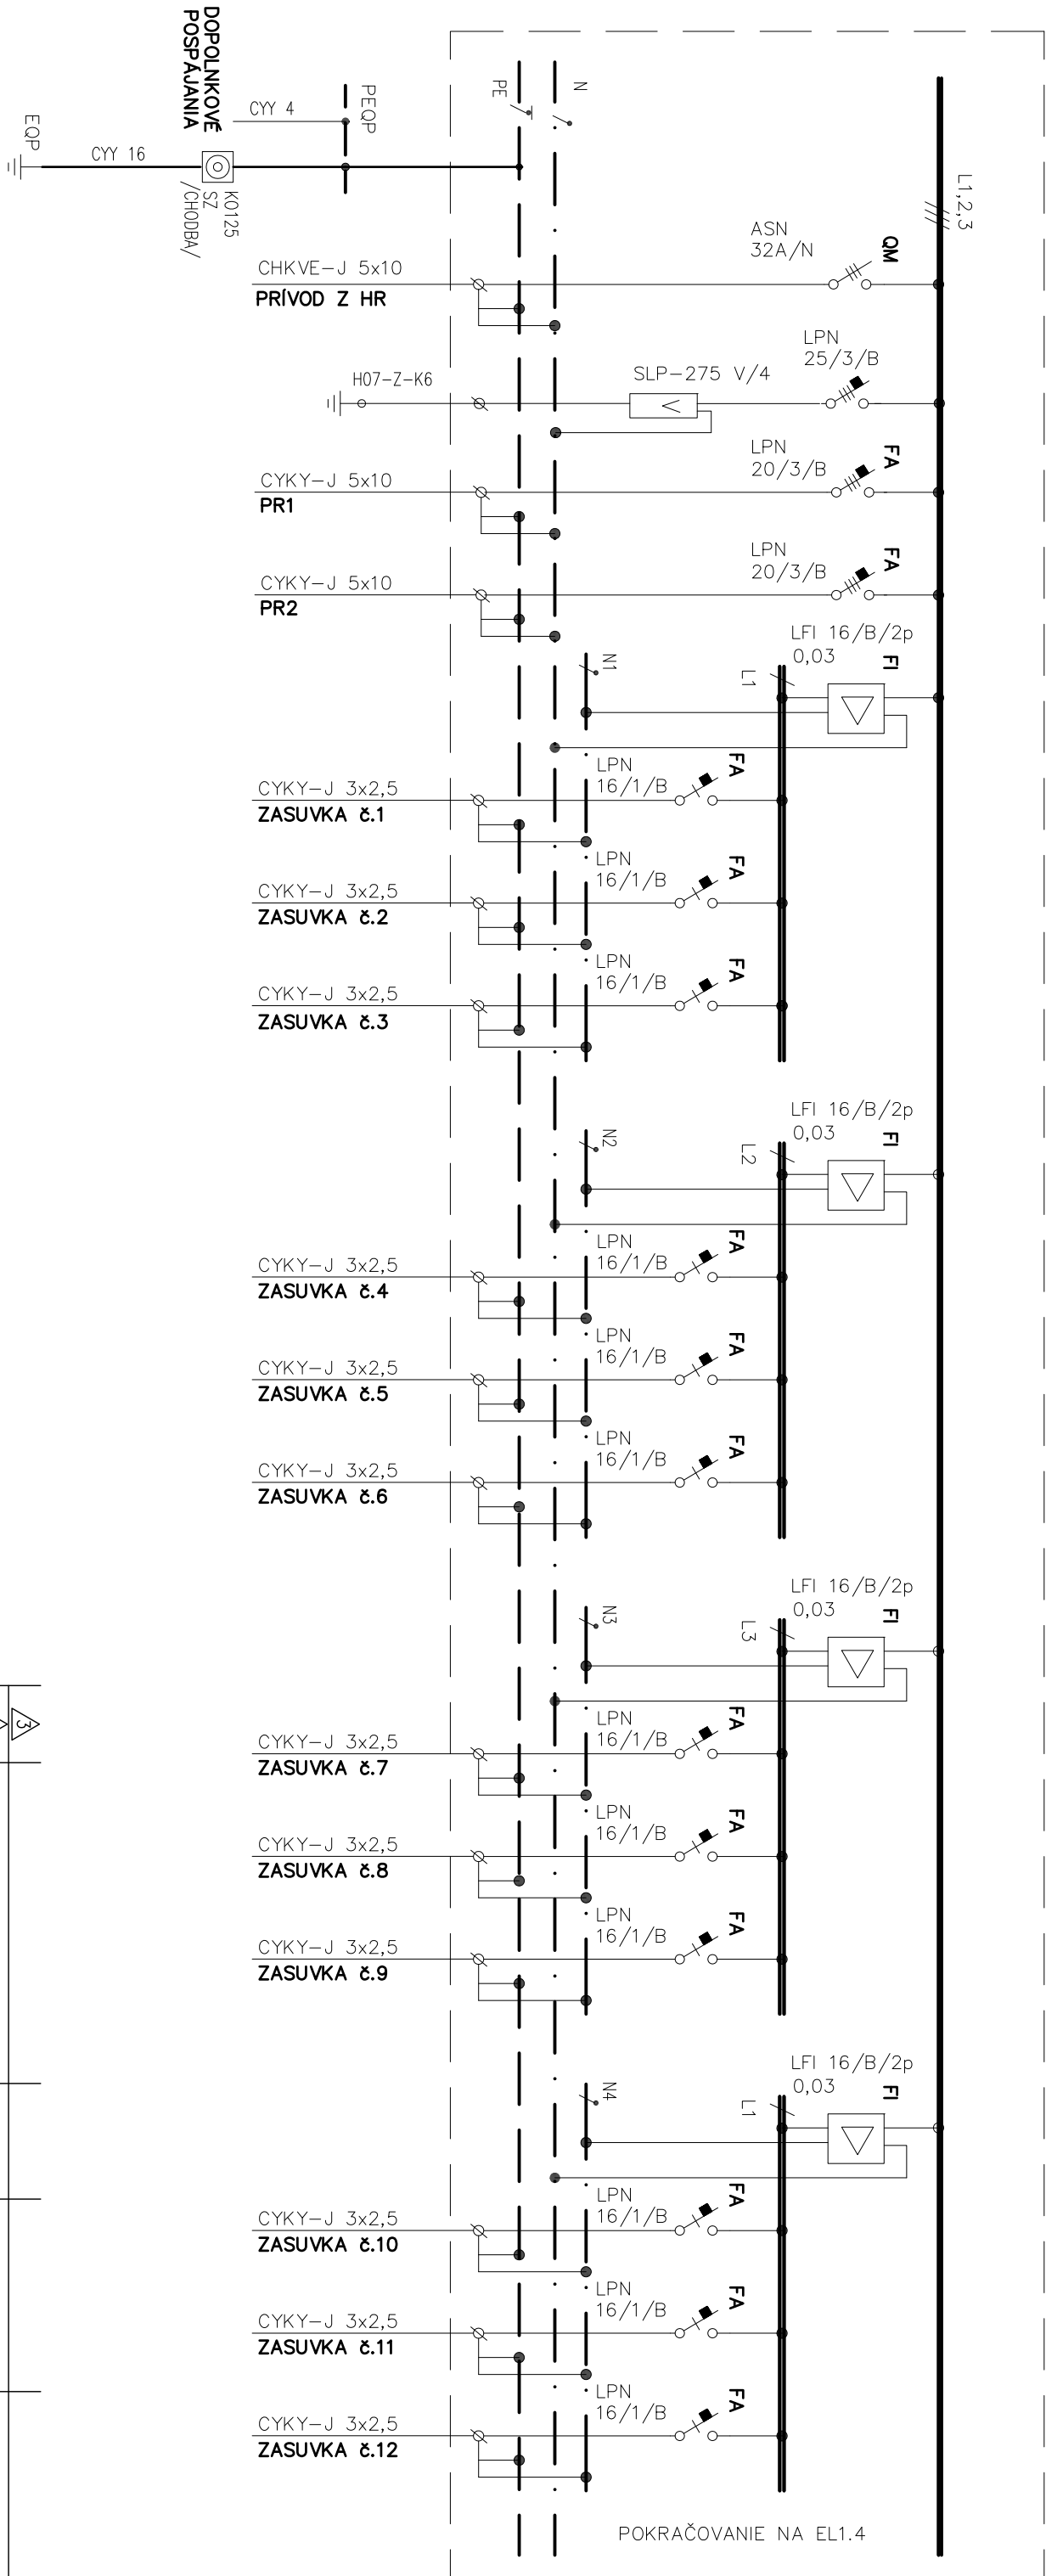 L1,2,3
N
PE
PEQP
CYY 4
DOPOLNKOVÉ
POSPÁJANIA
CYY 16
EQP
KO125
SZ
/CHODBA/
ASN
32A/N
QM
CHKVE-J 5x10
PRÍVOD Z HR
LPN
25/3/B
SLP-275 V/4
H07-Z-K6
LPN
20/3/B
FA
CYKY-J 5x10
PR1
LPN
20/3/B
FA
CYKY-J 5x10
PR2
LFI 16/B/2p
0,03
FI
L1
N1
LPN
16/1/B
FA
CYKY-J 3x2,5
ZASUVKA č.1
LPN
16/1/B
FA
CYKY-J 3x2,5
ZASUVKA č.2
LPN
16/1/B
FA
CYKY-J 3x2,5
ZASUVKA č.3
LFI 16/B/2p
0,03
FI
L2
N2
LPN
16/1/B
FA
CYKY-J 3x2,5
ZASUVKA č.4
LPN
16/1/B
FA
CYKY-J 3x2,5
ZASUVKA č.5
LPN
16/1/B
FA
CYKY-J 3x2,5
ZASUVKA č.6
LFI 16/B/2p
0,03
FI
L3
N3
LPN
16/1/B
FA
CYKY-J 3x2,5
ZASUVKA č.7
LPN
16/1/B
FA
CYKY-J 3x2,5
ZASUVKA č.8
LPN
16/1/B
FA
CYKY-J 3x2,5
ZASUVKA č.9
LFI 16/B/2p
0,03
FI
L1
N4
LPN
16/1/B
FA
CYKY-J 3x2,5
ZASUVKA č.10
LPN
16/1/B
FA
CYKY-J 3x2,5
ZASUVKA č.11
LPN
16/1/B
FA
CYKY-J 3x2,5
ZASUVKA č.12
POKRAČOVANIE NA EL1.4
3